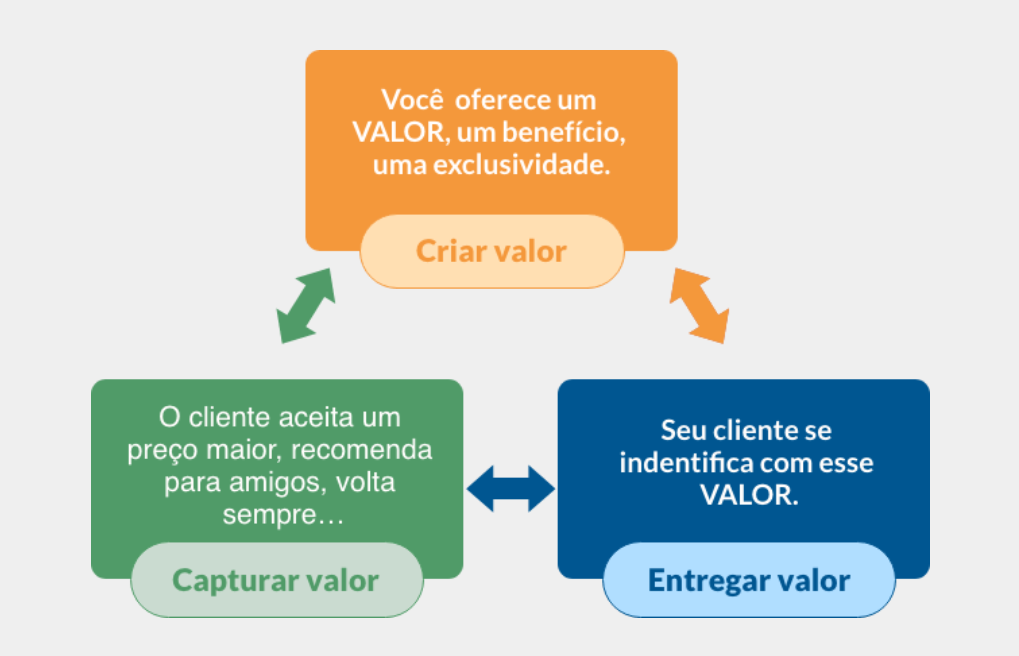 Você oferece um
VALOR, um benefício,
uma exclusividade.
Criar valor
O cliente aceita um
preço maior, recomenda
para amigos, volta
sempre…
Capturar valor
Seu cliente se
indentifica com esse
VALOR.
Entregar valor